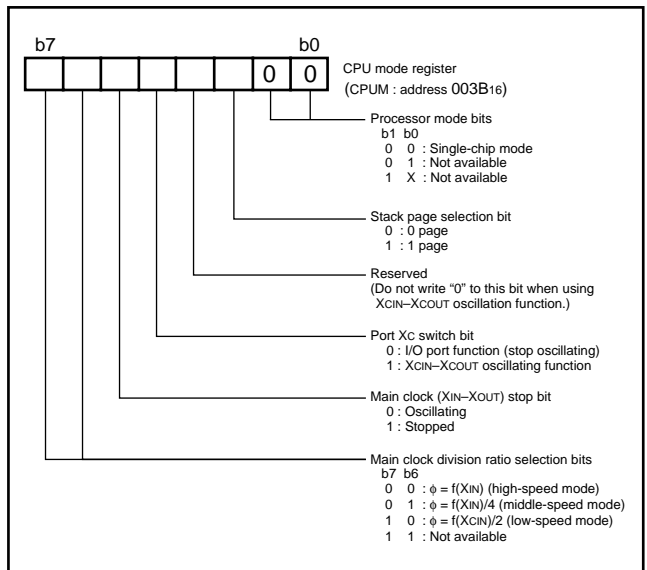 b7 b0
0 0
CPU mode register
(CPUM : address 003B16)
Processor mode bits
b1 b0
0 0 : Single-chip mode
0 1 : Not available
1 X : Not available
Stack page selection bit
0 : 0 page
1 : 1 page
Reserved
(Do not write “0” to this bit when using
XCIN–XCOUT oscillation function.)
Port XC switch bit
0 : I/O port function (stop oscillating)
1 : XCIN–XCOUT oscillating function
Main clock (XIN–XOUT) stop bit
0 : Oscillating
1 : Stopped
Main clock division ratio selection bits
b7 b6
0 0 : ϕ = f(XIN) (high-speed mode)
0 1 : ϕ = f(XIN)/4 (middle-speed mode)
1 0 : ϕ = f(XCIN)/2 (low-speed mode)
1 1 : Not available